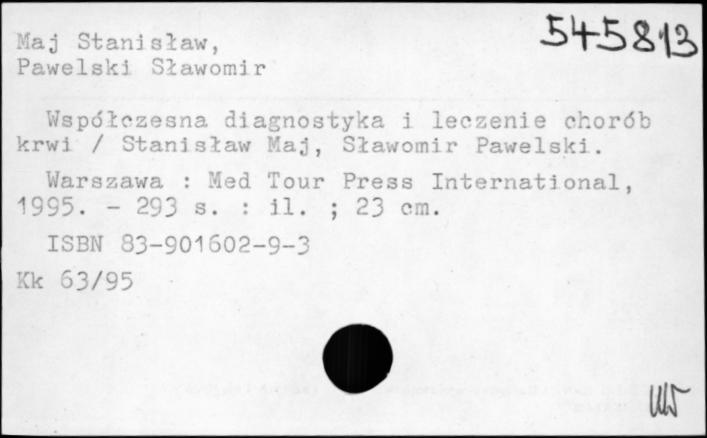 545813
Maj Stanisław,
Pawelski Sławomir
Współczesna diagnostyka i leczenie chorób
krwi / Stanisław Maj, Sławomir Pawelski.
Warszawa : Med Tour Press International,
1995. - 293 s. : il. ; 23 cm.
ISBN 83-901602-9-3
Kk 63/95